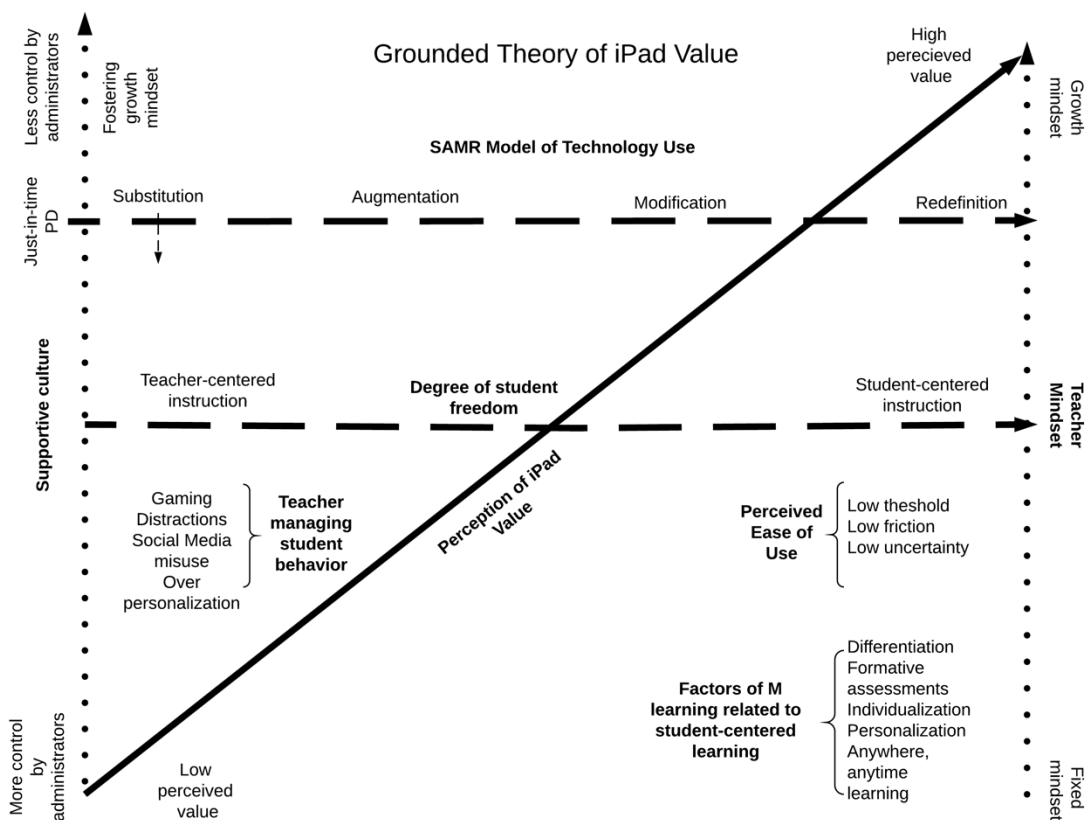 Grounded Theory of iPad Value
Less control by
administrators
Fostering
growth
mindset
High
percieved
value
Growth
mindset
SAMR Model of Technology Use
Just-in-time
PD
Substitution
Augmentation
Modification
Redefinition
Supportive culture
Teacher-centered
instruction
Degree of student
freedom
Student-centered
instruction
Teacher
Mindset
Perception of iPad
Value
Gaming
Distractions
Social Media
misuse
Over
personalization
Teacher
managing
student
behavior
Perceived
Ease of
Use
Low theshold
Low friction
Low uncertainty
Factors of M
learning related to
student-centered
learning
Differentiation
Formative
assessments
Individualization
Personalization
Anywhere,
anytime
learning
More control
by
administrators
Low
perceived
value
Fixed
mindset